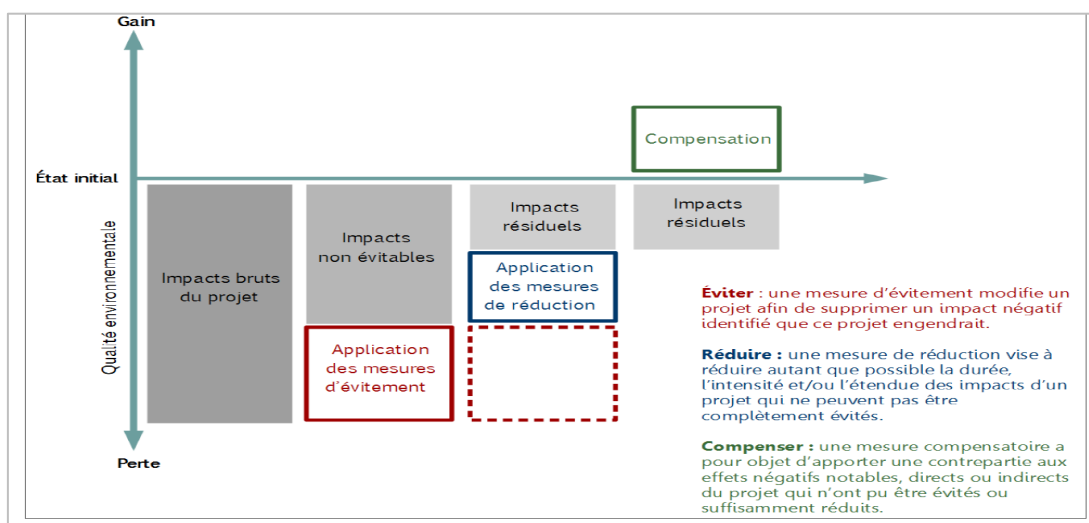 Gain
Compensation
État initial
Qualité environnementale
Impacts bruts
du projet
Impacts
non évitables
Application
des mesures
d'évitement
Impacts
résiduels
Application
des mesures
de réduction
Impacts
résiduels
Perte
Éviter : une mesure d'évitement modifie un
projet afin de supprimer un impact négatif
identifié que ce projet engendrait.
Réduire : une mesure de réduction vise à
réduire autant que possible la durée,
l'intensité et/ou l'étendue des impacts d'un
projet qui ne peuvent pas être
complètement évités.
Compenser : une mesure compensatoire a
pour objet d'apporter une contrepartie aux
effets négatifs notables, directs ou indirects
du projet qui n'ont pu être évités ou
suffisamment réduits.